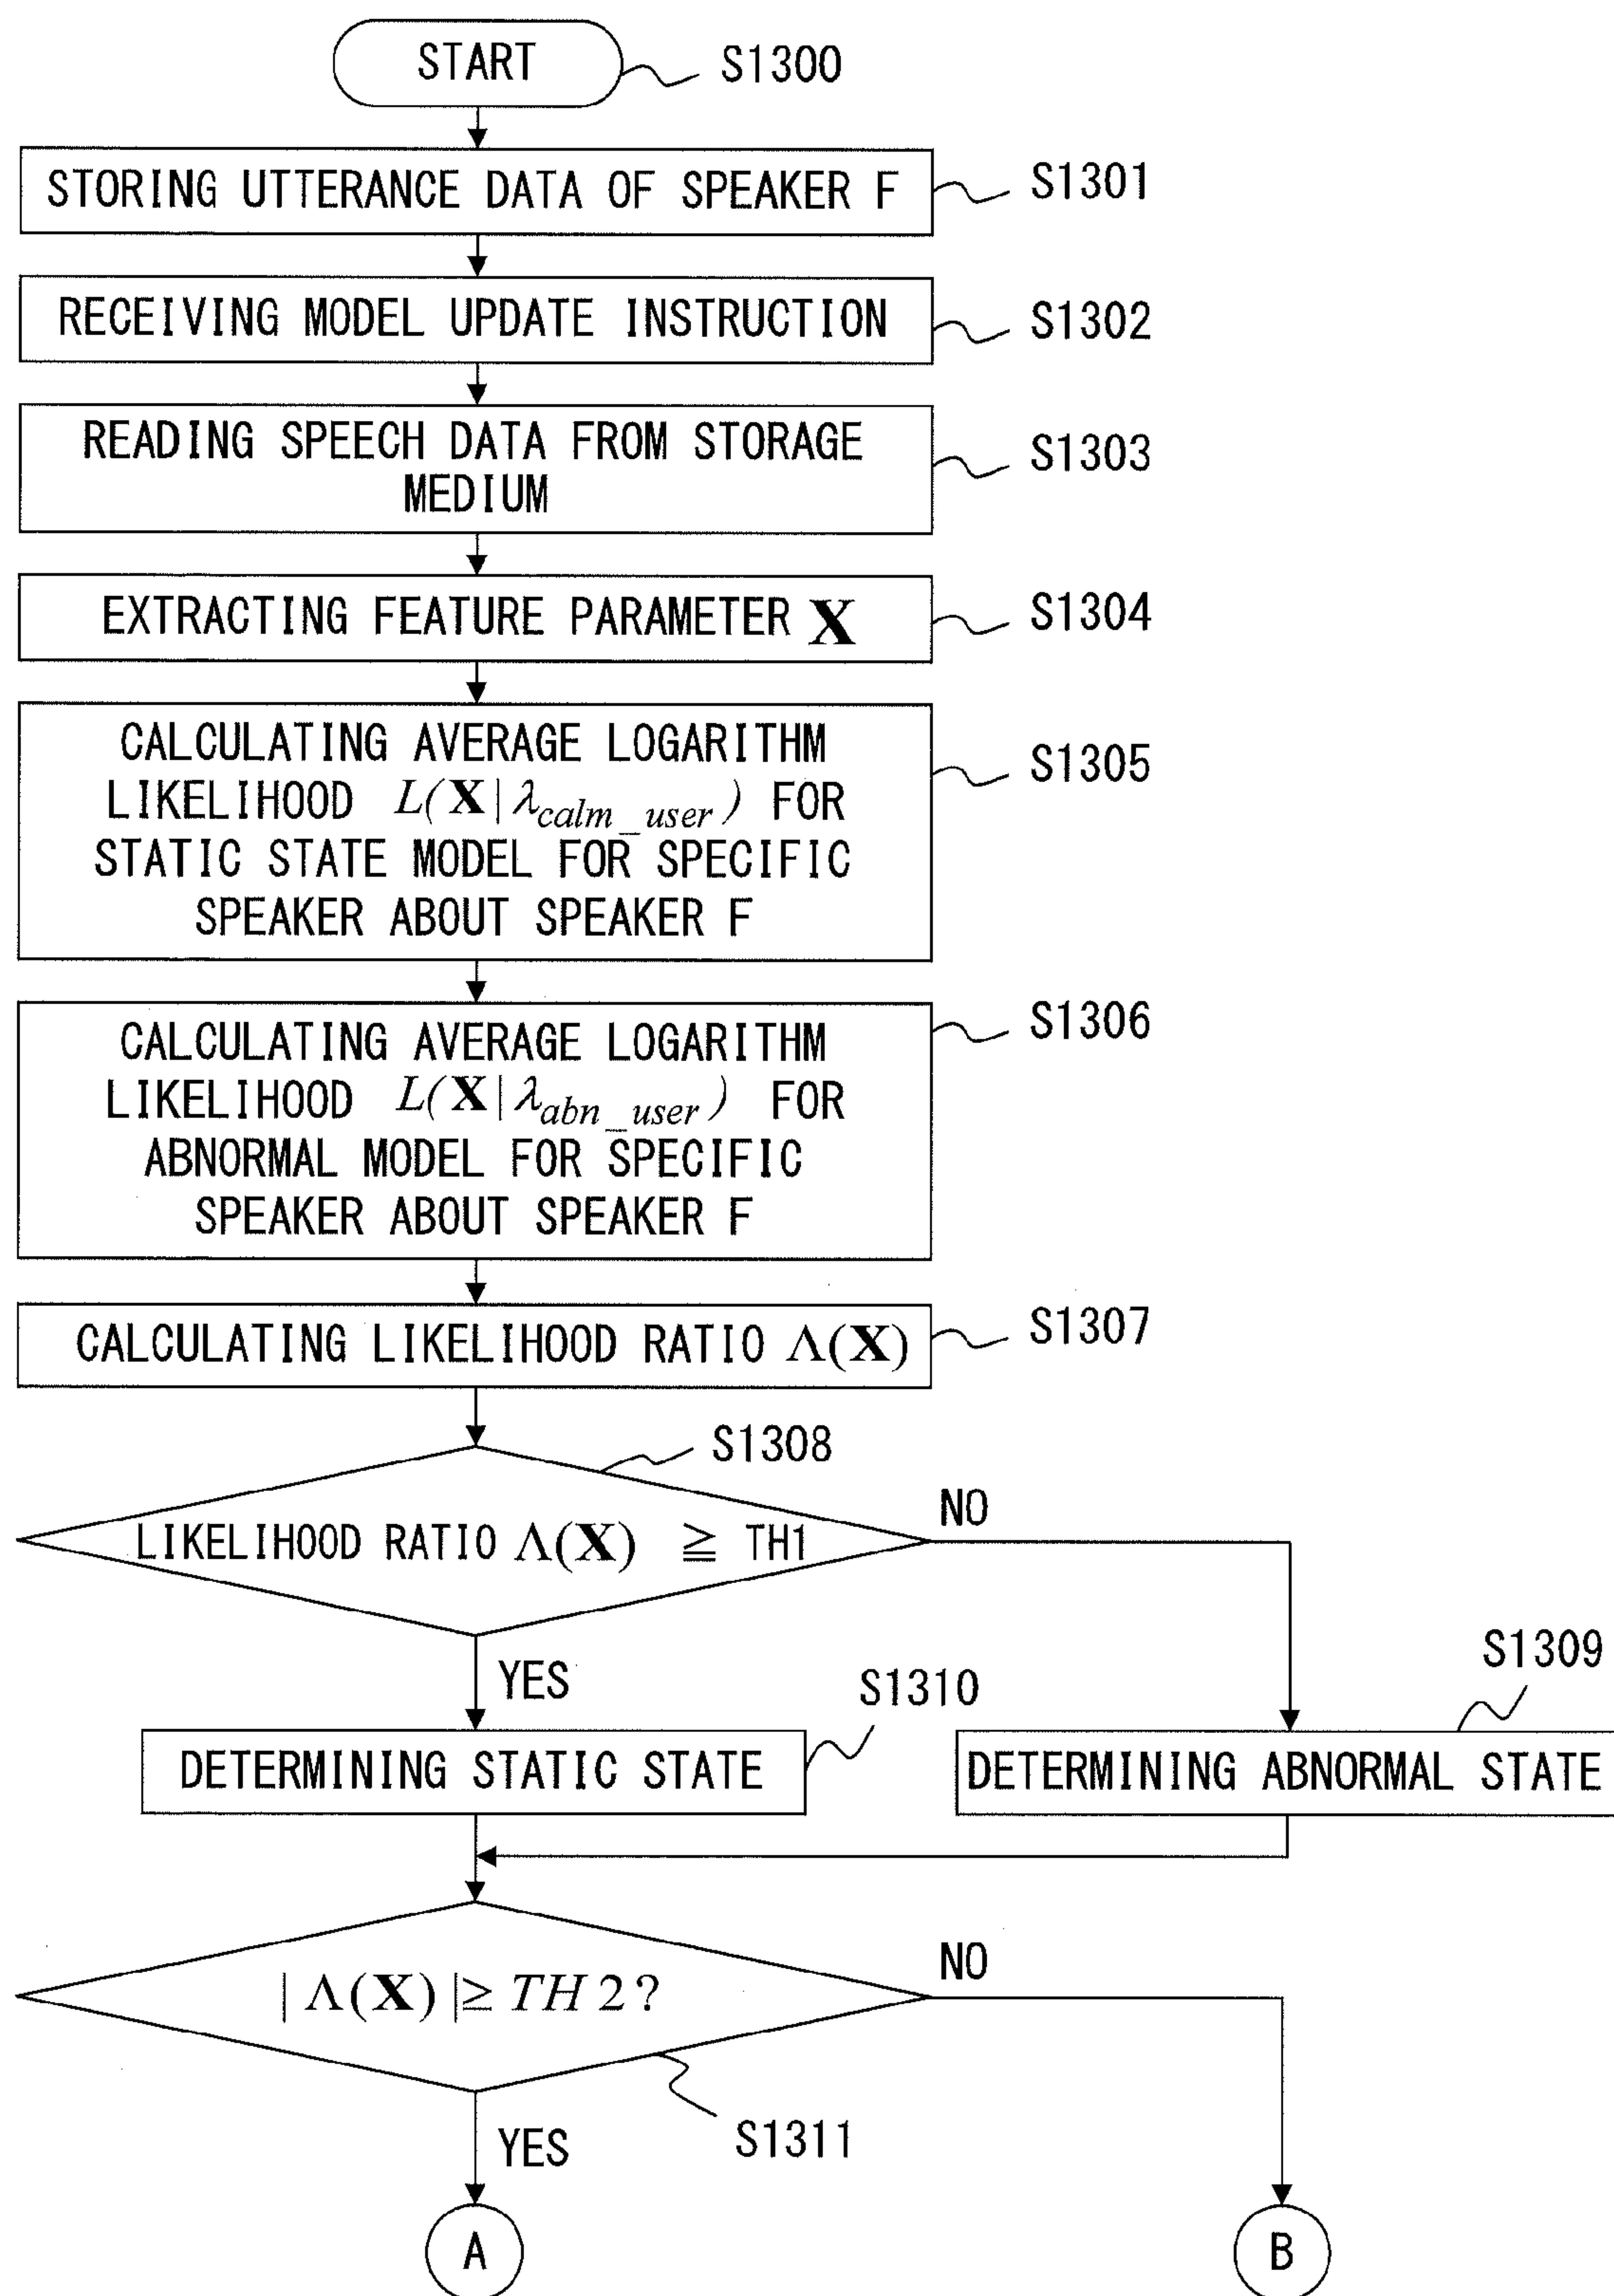 START
S1300
STORING UTTERANCE DATA OF SPEAKER F
S1301
RECEIVING MODEL UPDATE INSTRUCTION
S1302
READING SPEECH DATA FROM STORAGE
MEDIUM
S1303
EXTRACTING FEATURE PARAMETER X
S1304
CALCULATING AVERAGE LOGARITHM
LIKELIHOOD L(X|λcalm_user) FOR
STATIC STATE MODEL FOR SPECIFIC
SPEAKER ABOUT SPEAKER F
S1305
CALCULATING AVERAGE LOGARITHM
LIKELIHOOD L(X|λabn_user) FOR
ABNORMAL MODEL FOR SPECIFIC
SPEAKER ABOUT SPEAKER F
S1306
CALCULATING LIKELIHOOD RATIO Λ(X)
S1307
S1308
LIKELIHOOD RATIO Λ(X) ≧ TH1
NO
YES
S1310
S1309
DETERMINING STATIC STATE
DETERMINING ABNORMAL STATE
|Λ(X)|≥ TH2?
NO
YES
S1311
A
B